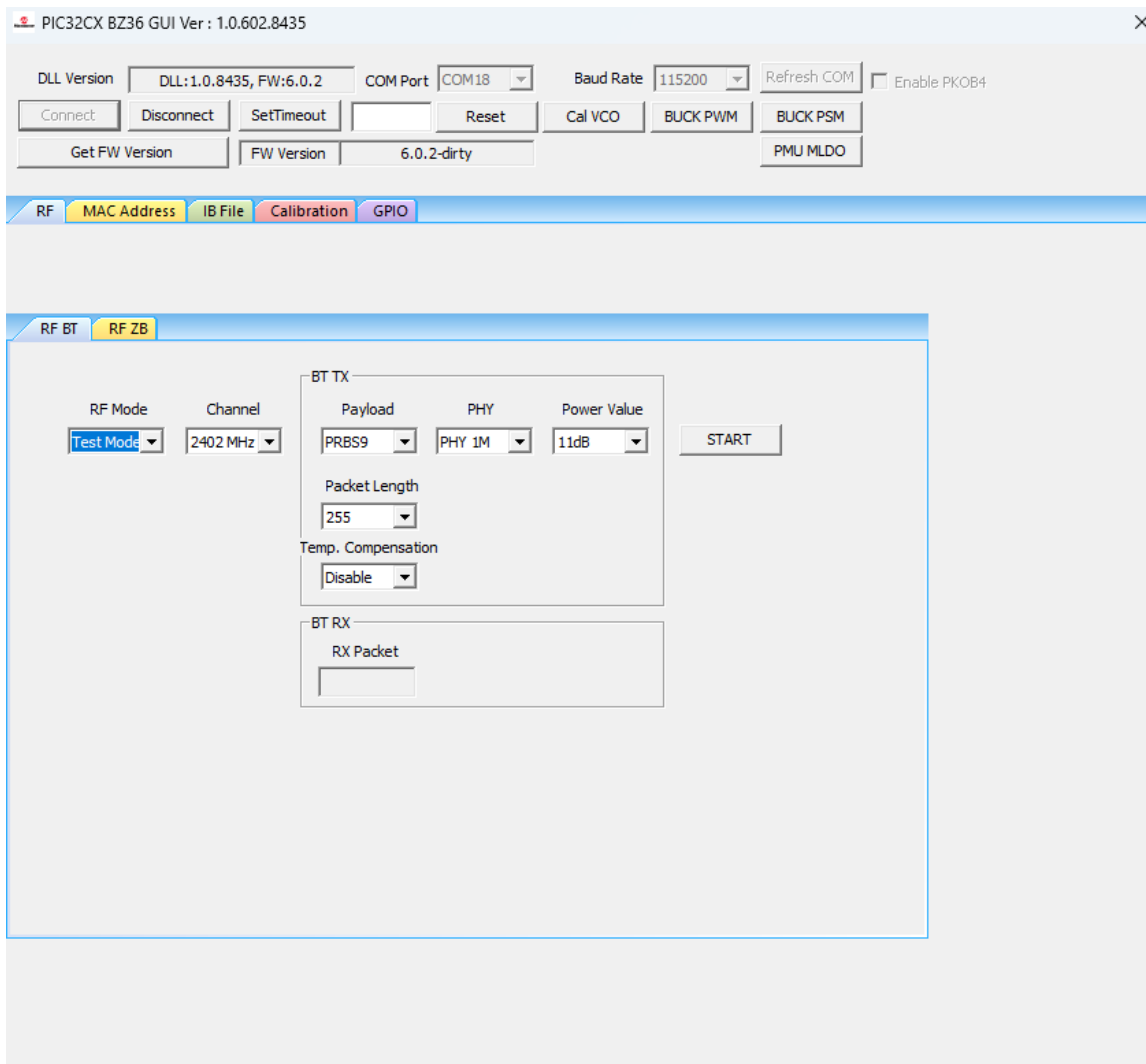 PIC32CX BZ36 GUI Ver : 1.0.602.8435
DLL Version DLL:1.0.8435, FW:6.0.2 COM Port COM18 Baud Rate 115200 Refresh COM Enable PKOB4
Connect Disconnect SetTimeout Reset Cal VCO BUCK PWM BUCK PSM
Get FW Version FW Version 6.0.2-dirty PMU MLDO
RF MAC Address IB File Calibration GPIO
RF BT RF ZB
BT TX
RF Mode Channel Payload PHY Power Value
Test Mode 2402 MHz PRBS9 PHY 1M 11dB START
Packet Length
255
Temp. Compensation
Disable
BT RX
RX Packet